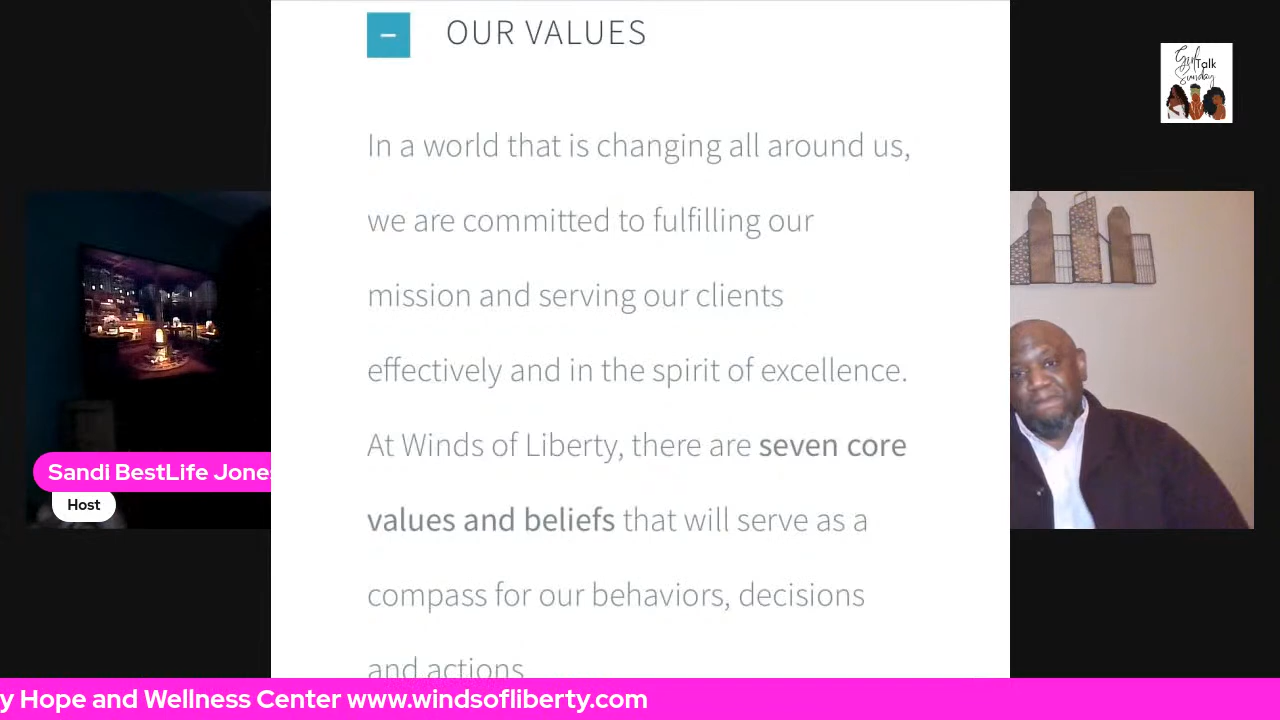 OUR VALUES
Girl
Talk
Sunday
In a world that is changing all around us,
we are committed to fulfilling our
mission and serving our clients
effectively and in the spirit of excellence.
At Winds of Liberty, there are seven core
values and beliefs that will serve as a
compass for our behaviors, decisions
and actions
Sandi BestLife Jones
Host
y Hope and Wellness Center www.windsofliberty.com